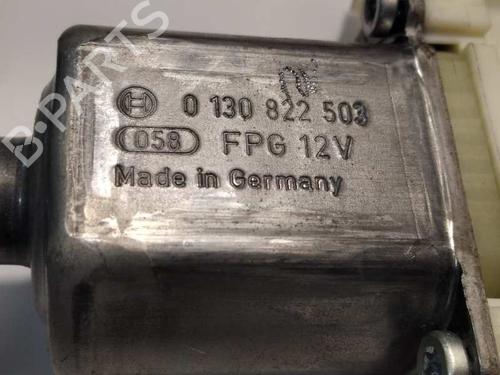 0 130 822 503
058 FPG 12V
Made in Germany
B-PARTS